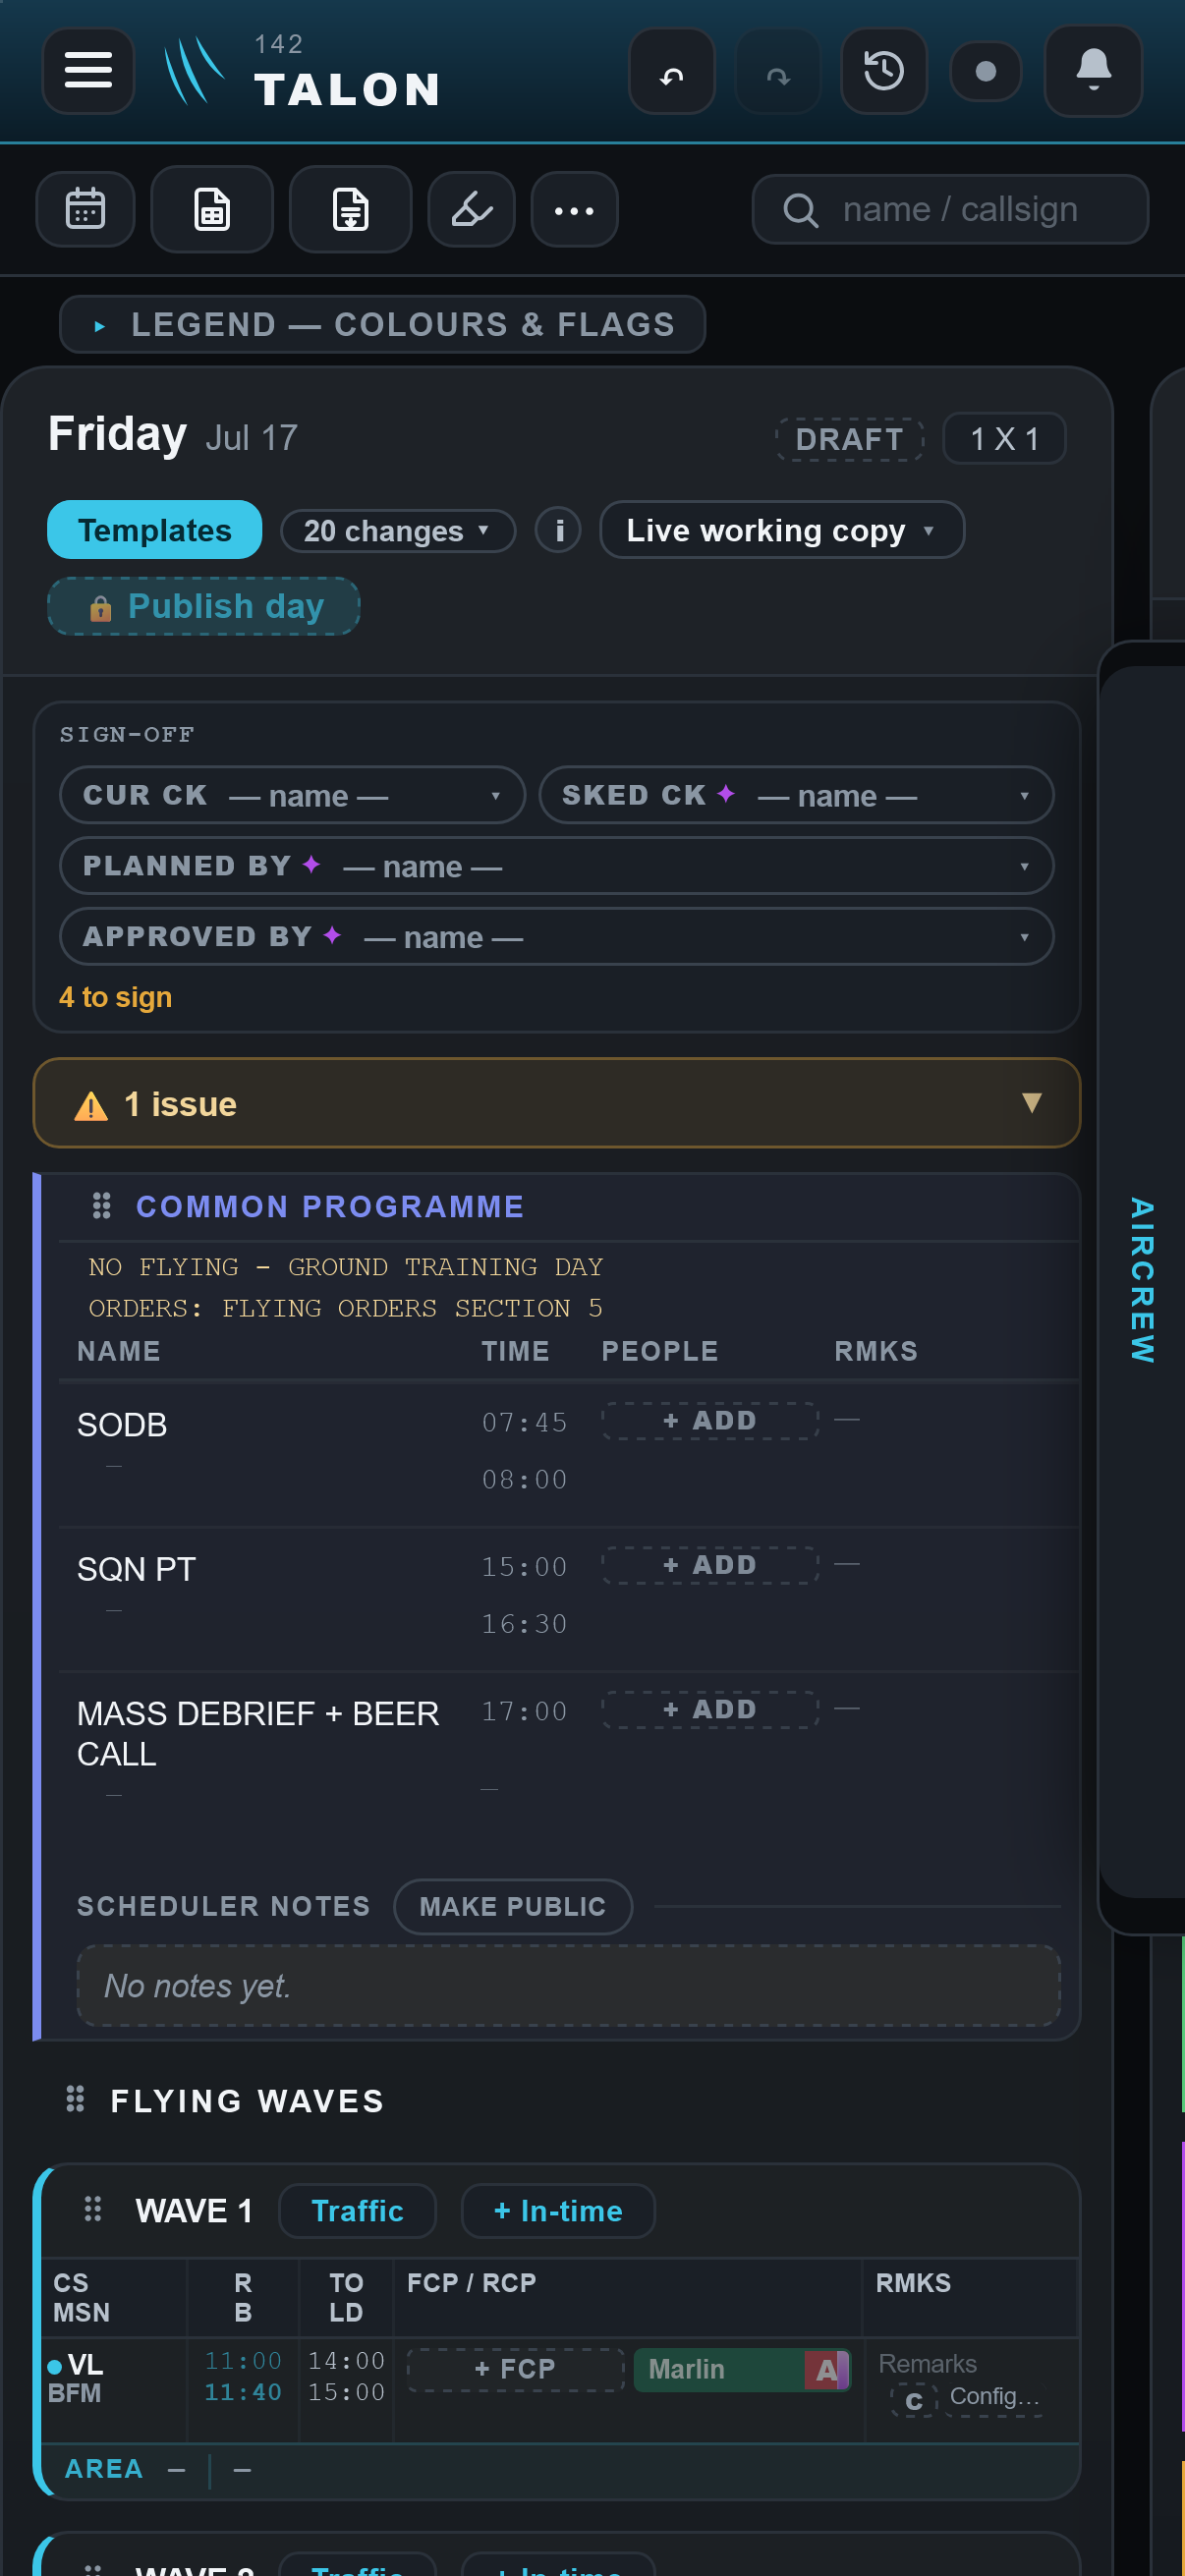 142
TALON
name / callsign
▸ LEGEND — COLOURS & FLAGS
Friday Jul 17 DRAFT 1 X 1
Templates 20 changes ▾ i Live working copy ▾
Publish day
SIGN-OFF
CUR CK — name — ▾ SKED CK ✦ — name — ▾
PLANNED BY ✦ — name — ▾
APPROVED BY ✦ — name — ▾
4 to sign
⚠ 1 issue ▼
COMMON PROGRAMME
NO FLYING - GROUND TRAINING DAY
ORDERS: FLYING ORDERS SECTION 5
NAME TIME PEOPLE RMKS
SODB 07:45 + ADD —
— 08:00
SQN PT 15:00 + ADD —
— 16:30
MASS DEBRIEF + BEER 17:00 + ADD —
CALL
— —
AIRCREW
SCHEDULER NOTES MAKE PUBLIC
No notes yet.
FLYING WAVES
WAVE 1 Traffic + In-time
CS R TO FCP / RCP RMKS
MSN B LD
VL 11:00 14:00 + FCP Marlin A Remarks
BFM 11:40 15:00 C Config...
AREA — —
WAVE 2 Traffic + In-time